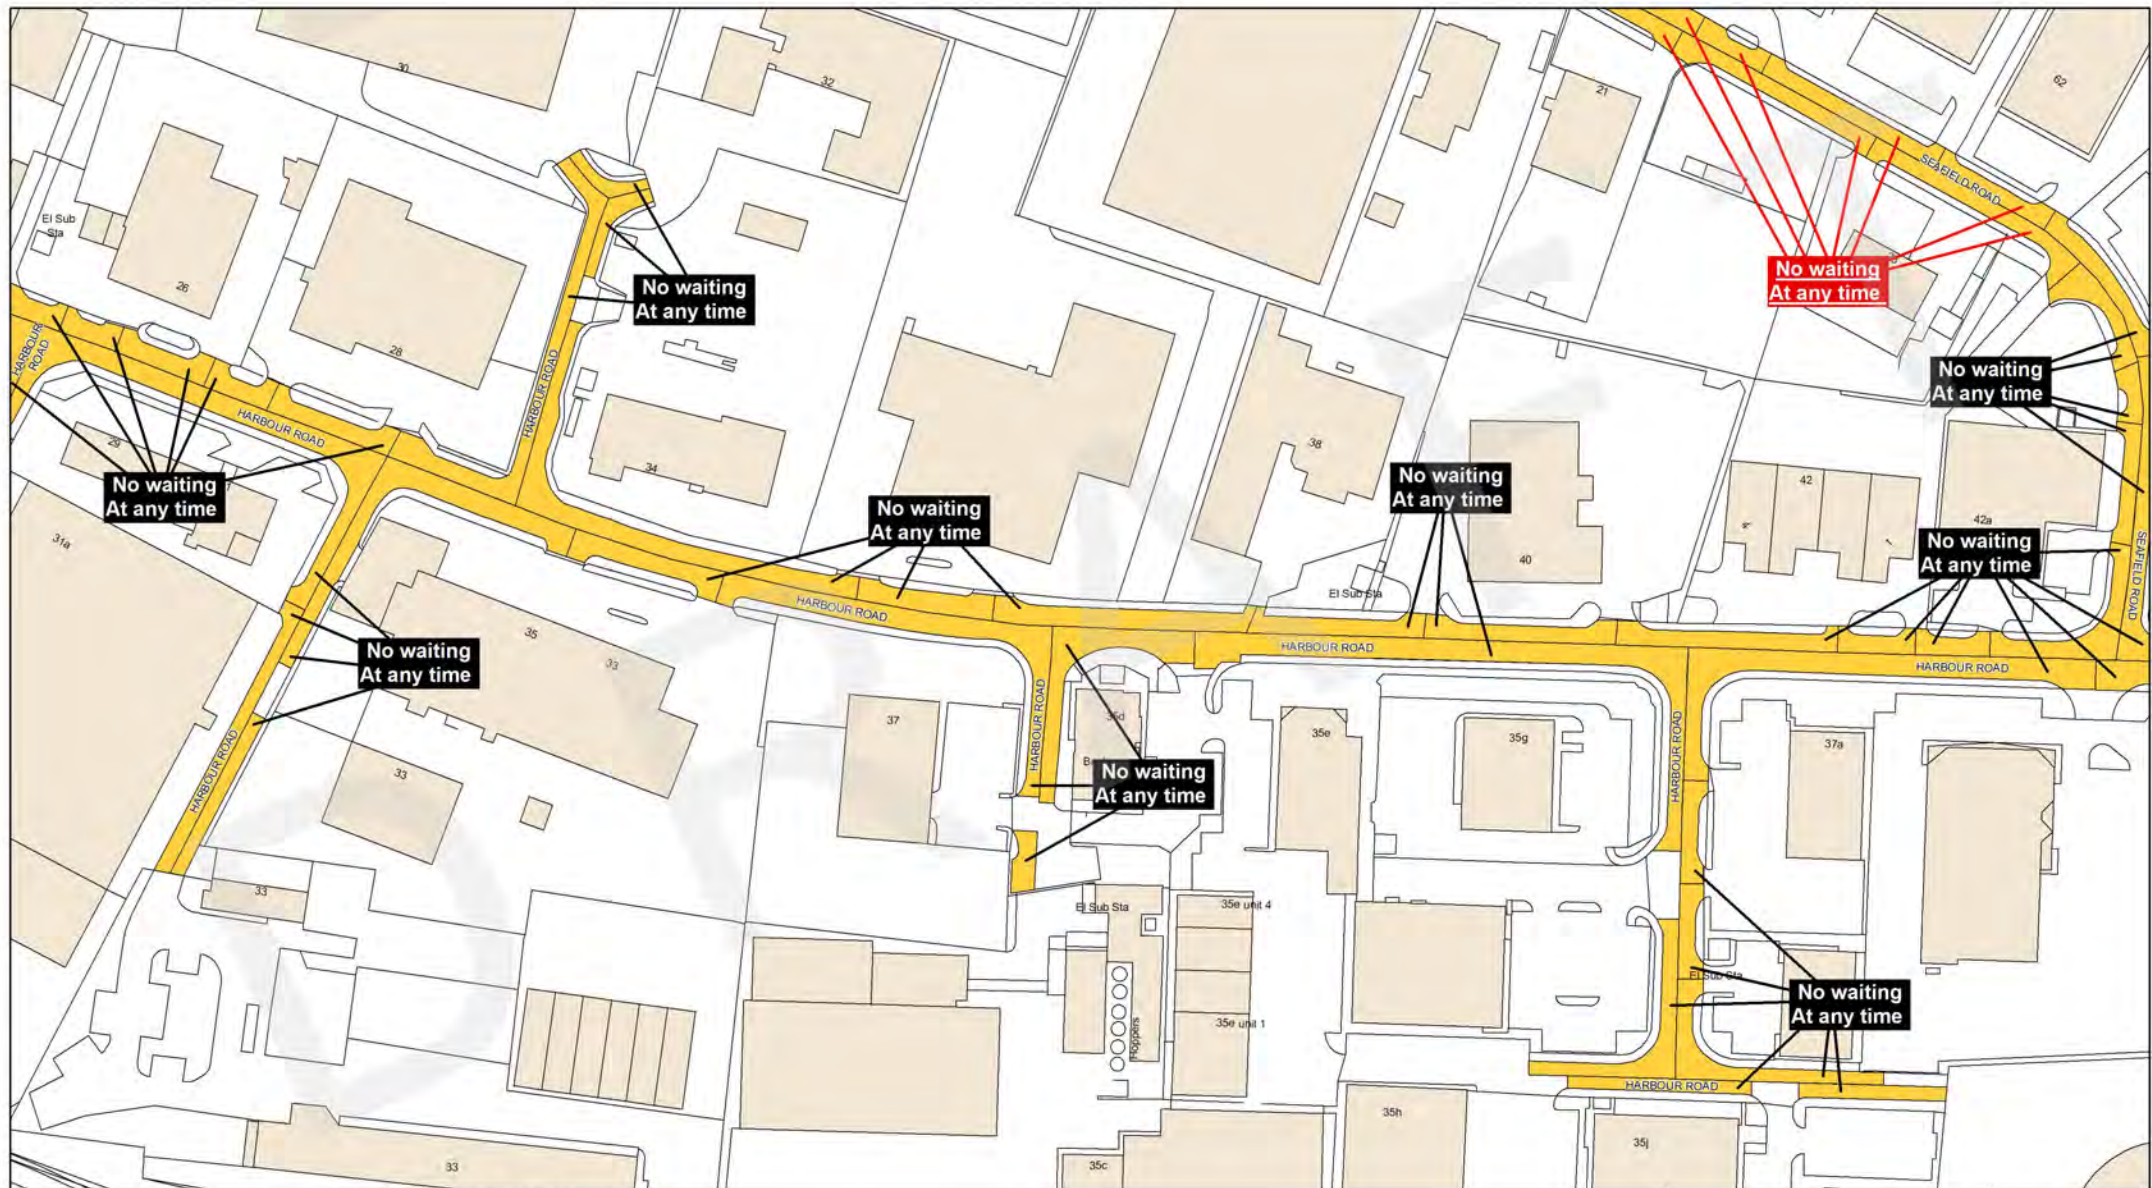 30
32
21
62
SEAFIELD ROAD
El Sub
Sta
26
28
No waiting
At any time
No waiting
At any time
HARBOUR
ROAD
HARBOUR ROAD
HARBOUR ROAD
No waiting
At any time
29
34
38
42
42a
No waiting
At any time
31a
No waiting
At any time
No waiting
At any time
40
No waiting
At any time
SEAFIELD ROAD
El Sub Sta
HARBOUR ROAD
HARBOUR ROAD
HARBOUR ROAD
35
33
No waiting
At any time
HARBOUR ROAD
33
37
HARBOUR ROAD
35d
No waiting
At any time
35e
35g
HARBOUR ROAD
37a
33
El Sub Sta
35e unit 4
El Sub Sta
No waiting
At any time
35e unit 1
Hoppers
HARBOUR ROAD
35h
35j
33
35c